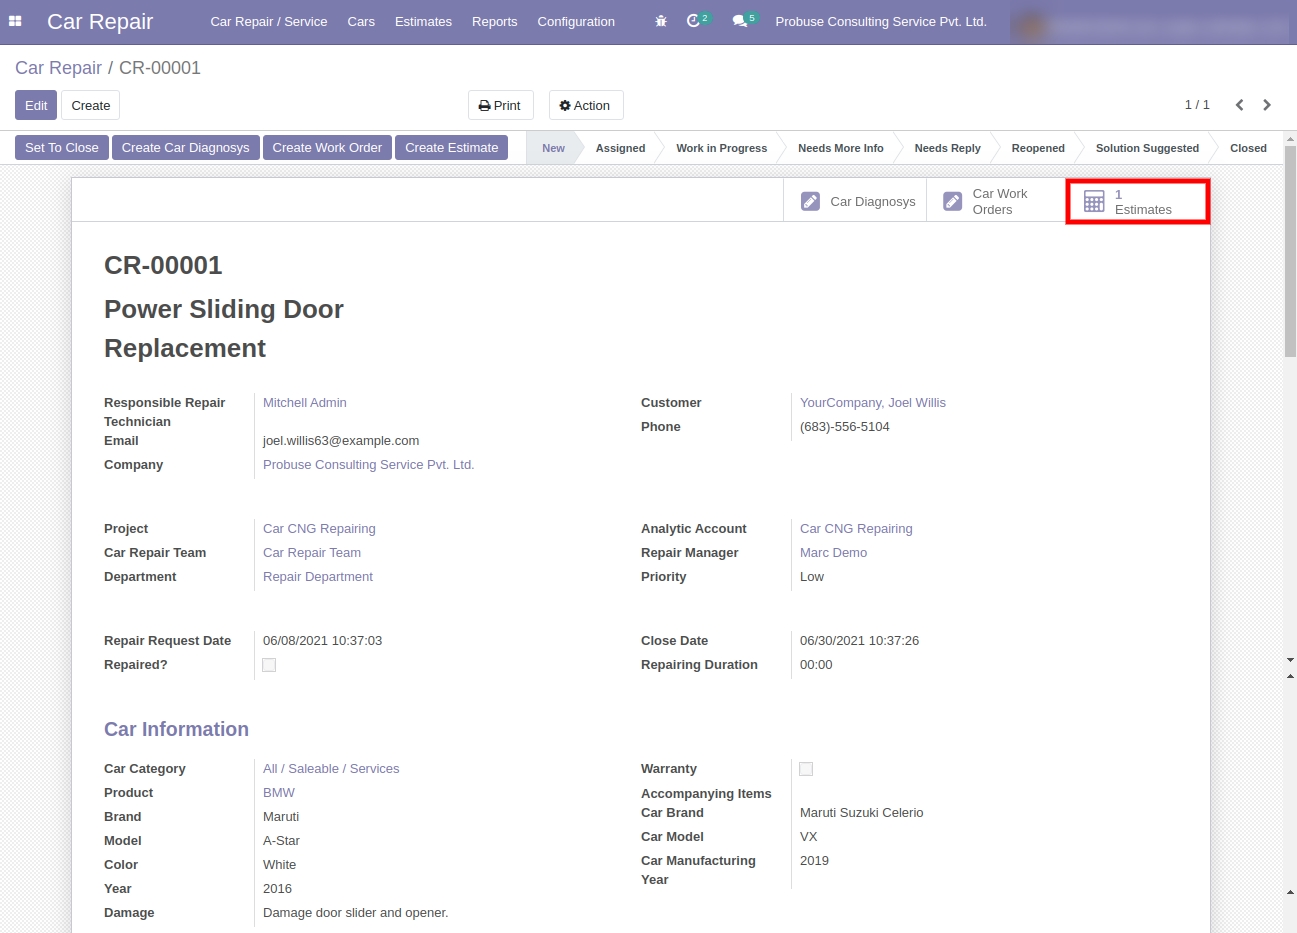 Car Repair Car Repair / Service Cars Estimates Reports Configuration 2 5 Probuse Consulting Service Pvt. Ltd.
Car Repair / CR-00001
Edit Create Print Action 1 / 1
Set To Close Create Car Diagnosys Create Work Order Create Estimate New Assigned Work in Progress Needs More Info Needs Reply Reopened Solution Suggested Closed
Car Diagnosys
Car Work
Orders
1
Estimates
CR-00001
Power Sliding Door
Replacement
Responsible Repair Mitchell Admin
Technician
Email joel.willis63@example.com
Company Probuse Consulting Service Pvt. Ltd.
Customer YourCompany, Joel Willis
Phone (683)-556-5104
Project Car CNG Repairing
Car Repair Team Car Repair Team
Department Repair Department
Analytic Account Car CNG Repairing
Repair Manager Marc Demo
Priority Low
Repair Request Date 06/08/2021 10:37:03
Repaired?
Close Date 06/30/2021 10:37:26
Repairing Duration 00:00
Car Information
Car Category All / Saleable / Services
Product BMW
Brand Maruti
Model A-Star
Color White
Year 2016
Damage Damage door slider and opener.
Warranty
Accompanying Items
Car Brand Maruti Suzuki Celerio
Car Model VX
Car Manufacturing 2019
Year